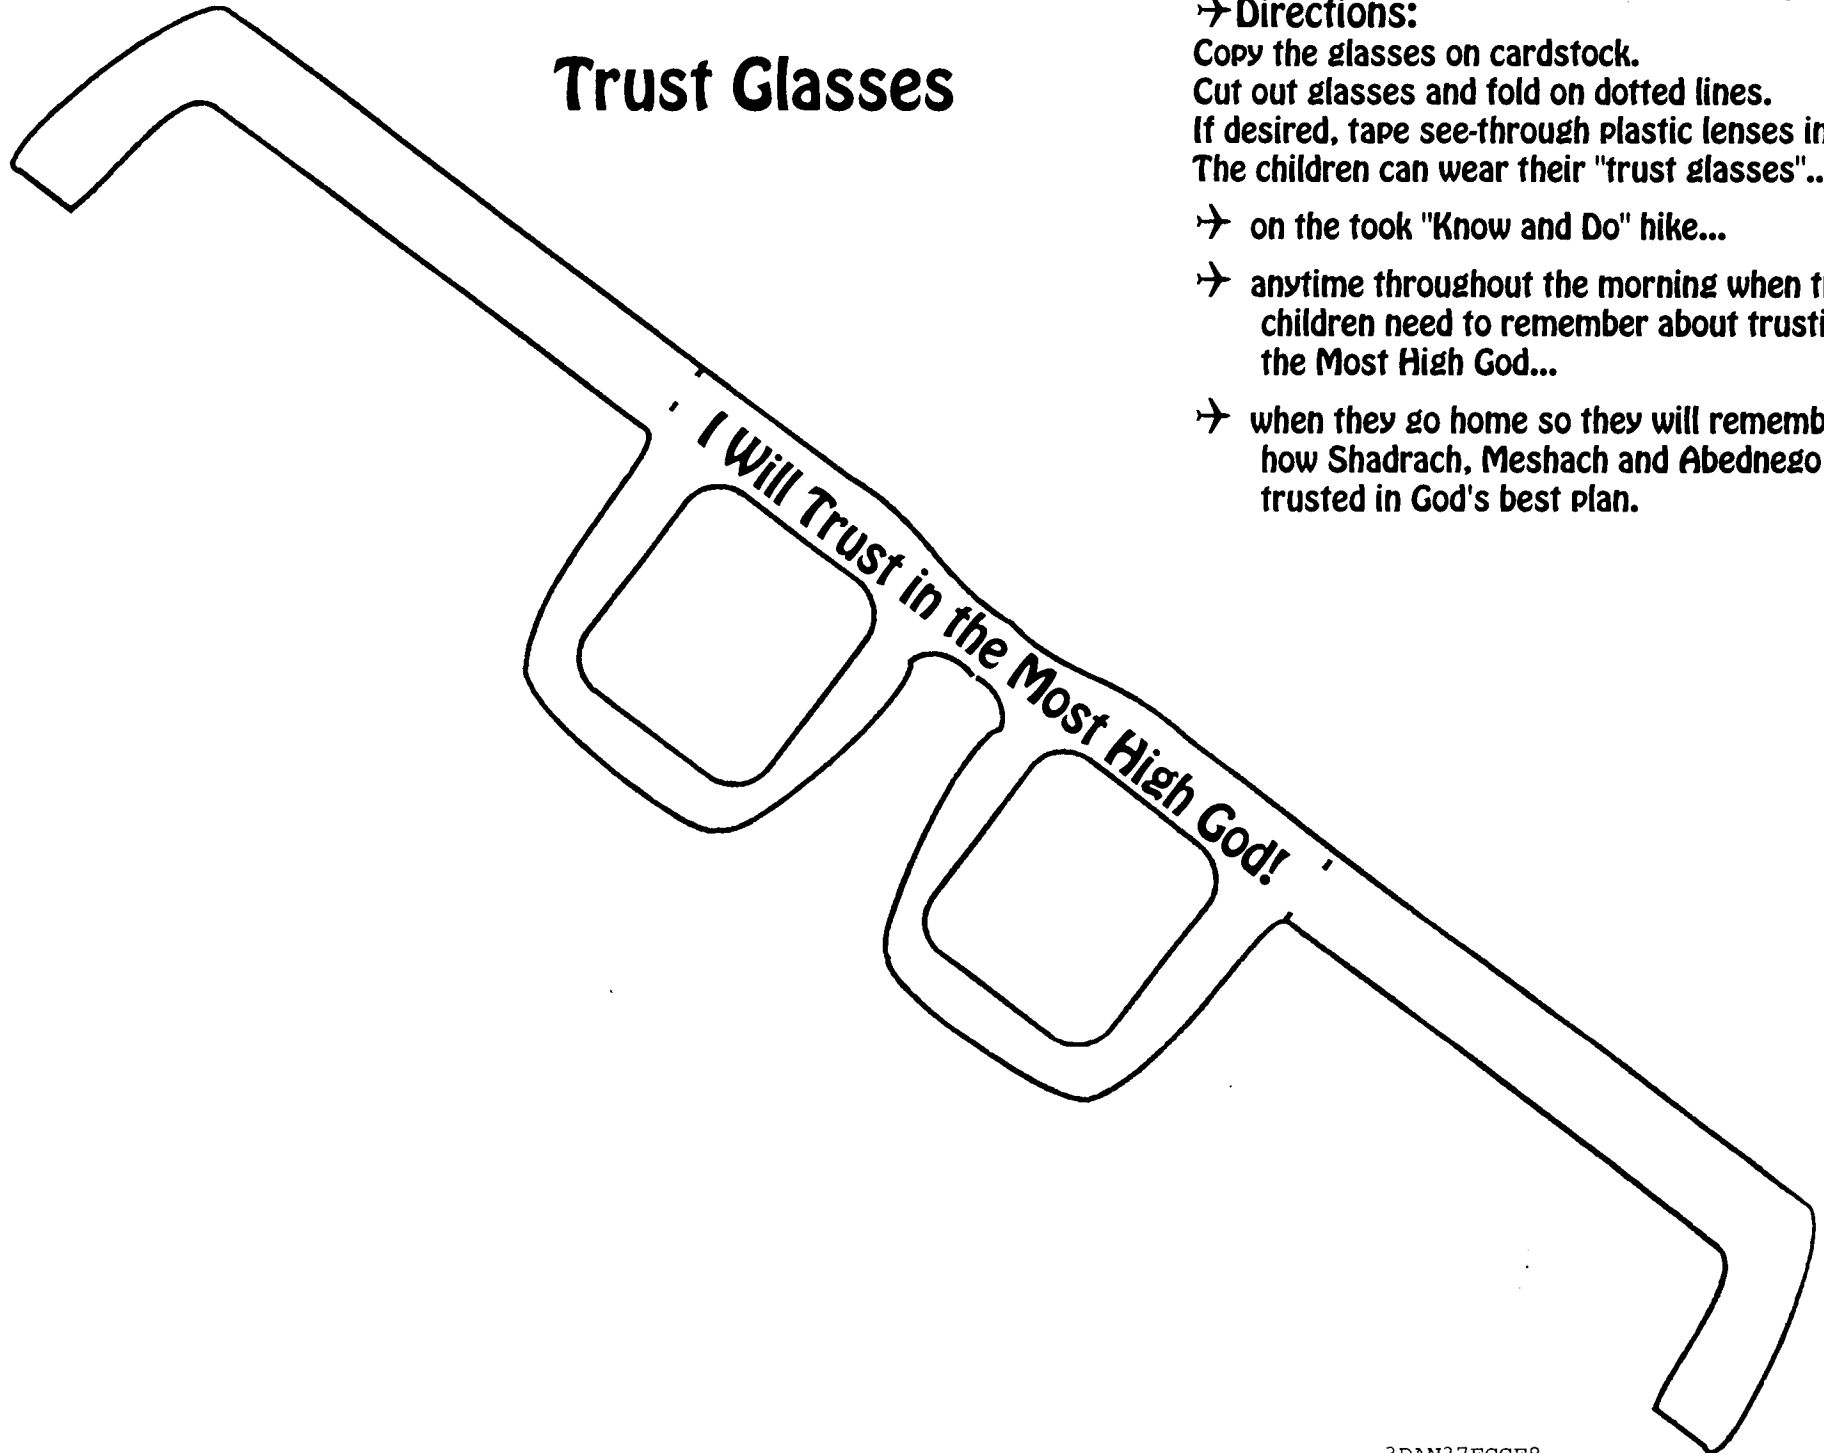 Trust Glasses
Directions:
Copy the glasses on cardstock.
Cut out glasses and fold on dotted lines.
If desired, tape see-through plastic lenses in
The children can wear their "trust glasses"..
on the took "Know and Do" hike...
anytime throughout the morning when
children need to remember about
the Most High God...
when they go home so they will
how Shadrach, Meshach and Abednego
trusted in God's best plan.
I Will Trust in the Most High God!